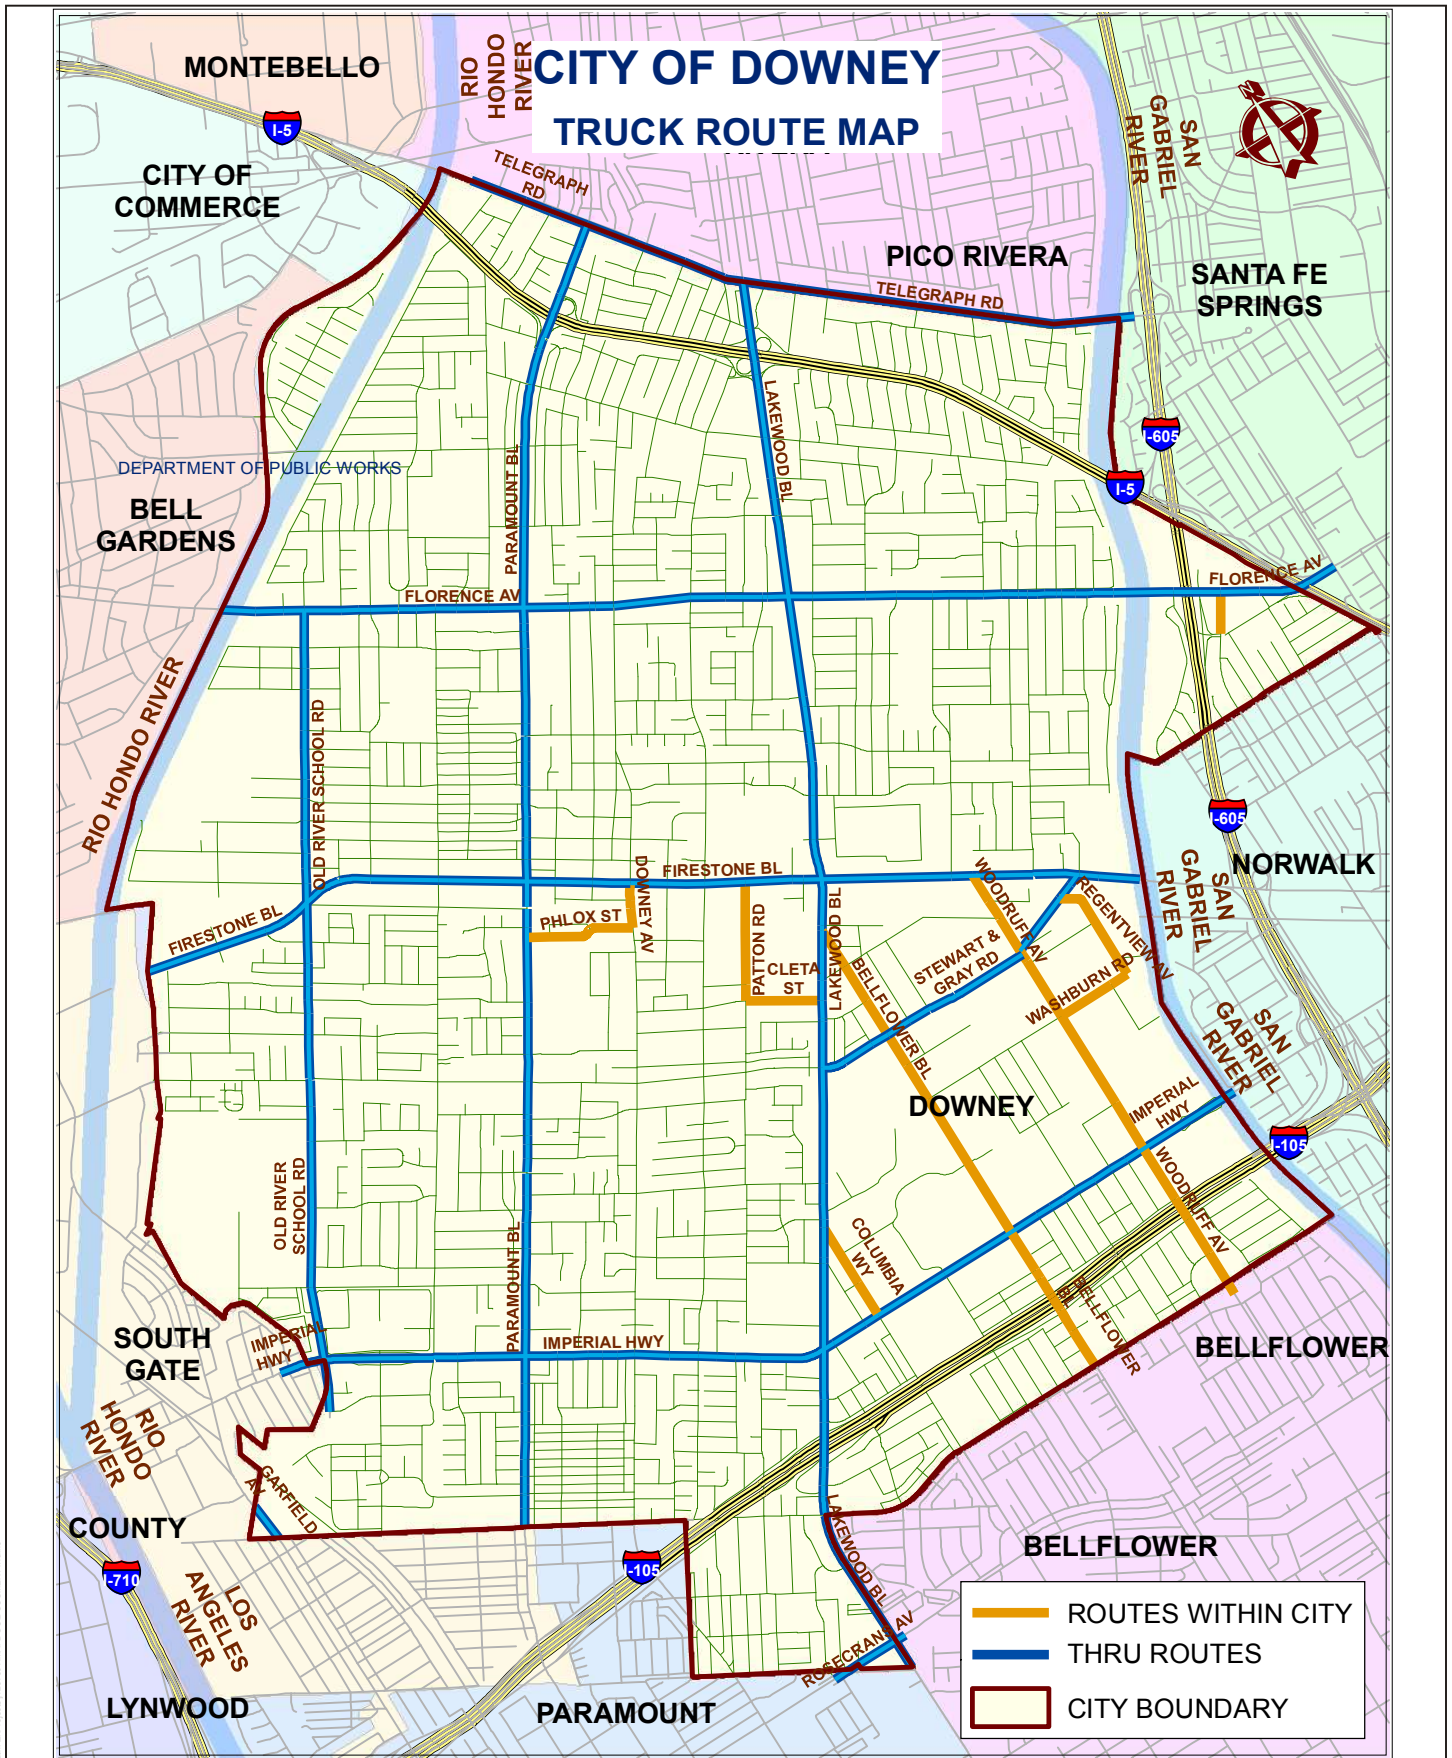 CITY OF DOWNEY
TRUCK ROUTE MAP
MONTEBELLO
RIO
HONDO
RIVER
I-5
CITY OF
COMMERCE
TELEGRAPH
RD
SAN
GABRIEL
RIVER
N
PICO RIVERA
TELEGRAPH RD
SANTA FE
SPRINGS
LAKEWOOD BL
I-605
DEPARTMENT OF PUBLIC WORKS
PARAMOUNT BL
I-5
BELL
GARDENS
FLORENCE AV
FLORENCE AV
RIO HONDO RIVER
OLD RIVER SCHOOL RD
I-605
NORWALK
SAN
GABRIEL
RIVER
FIRESTONE BL
DOWNEY AV
WOODRUFF AV
REGENTVIEW AV
FIRESTONE BL
PHLOX ST
PATTON RD
LAKEWOOD BL
CLETA
ST
BELLFLOWER BL
STEWART &
GRAY RD
WASHBURN RD
SAN
GABRIEL
RIVER
DOWNEY
IMPERIAL
HWY
I-105
OLD RIVER
SCHOOL RD
WOODRUFF AV
PARAMOUNT BL
COLUMBIA
WY
BELLFLOWER
BL
SOUTH
GATE
IMPERIAL
HWY
IMPERIAL HWY
BELLFLOWER
RIO
HONDO
RIVER
GARFIELD
AV
COUNTY
LAKEWOOD BL
BELLFLOWER
I-710
I-105
LOS
ANGELES
RIVER
ROSECRANS AV
LYNWOOD
PARAMOUNT
ROUTES WITHIN CITY
THRU ROUTES
CITY BOUNDARY